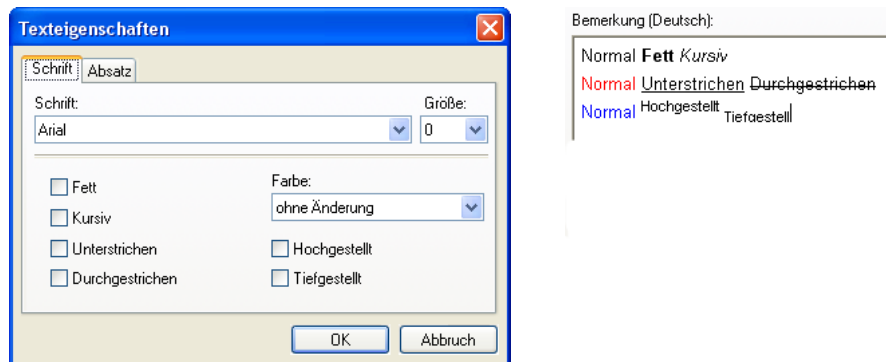 Texteigenschaften
Schrift
Absatz
Schrift:
Größe:
Arial
0
Fett
Kursiv
Unterstrichen
Durchgestrichen
Farbe:
ohne Änderung
Hochgestellt
Tiefgestellt
OK
Abbruch
Bemerkung (Deutsch):
Normal Fett Kursiv
Normal Unterstrichen Durchgestrichen
Normal Hochgestellt Tiefgestell